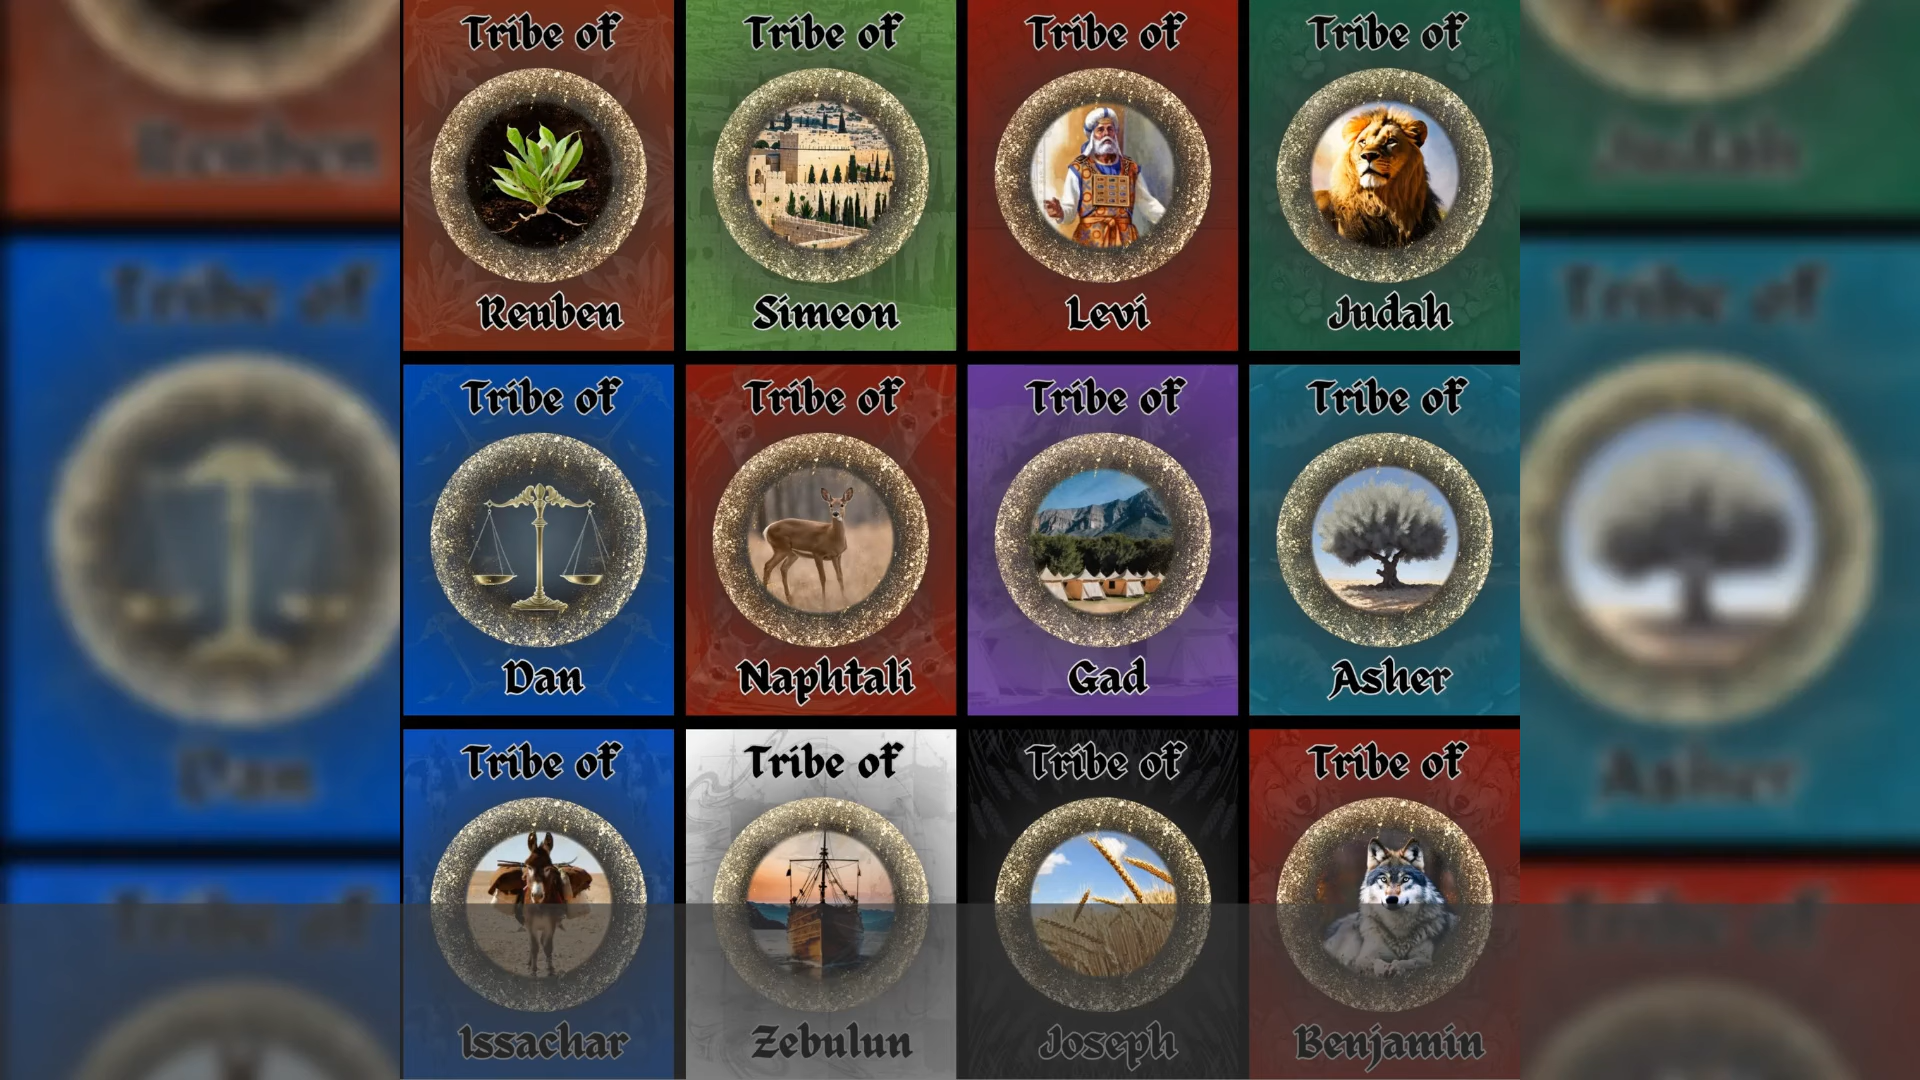 Tribe of
Reuben
Tribe of
Simeon
Tribe of
Levi
Tribe of
Judah
Tribe of
Dan
Tribe of
Naphtali
Tribe of
Gad
Tribe of
Asher
Tribe of
Issachar
Tribe of
Zebulun
Tribe of
Joseph
Tribe of
Benjamin